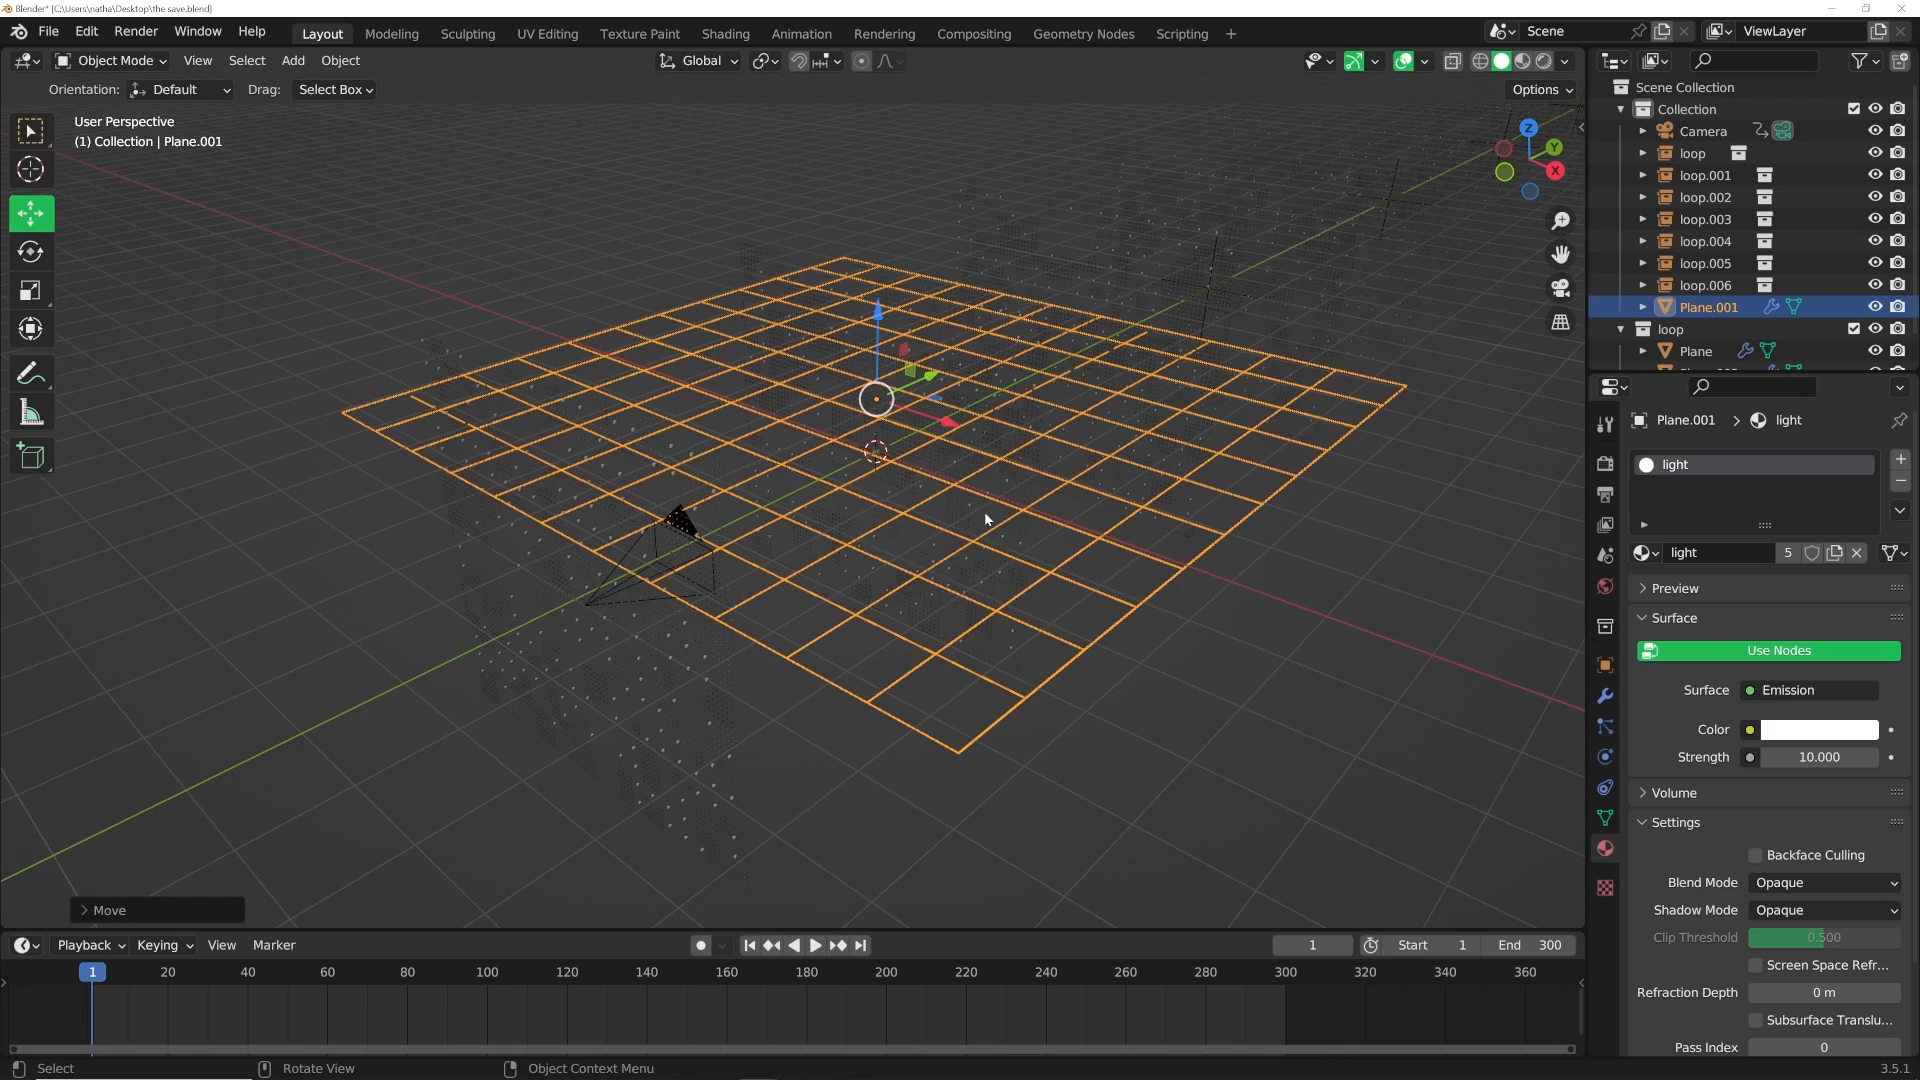 Blender* [C:\Users\natha\Desktop\the save.blend]
File Edit Render Window Help Layout Modeling Sculpting UV Editing Texture Paint Shading Animation Rendering Compositing Geometry Nodes Scripting + Scene ViewLayer
Object Mode View Select Add Object Global
Orientation: Default Drag: Select Box Options
User Perspective
(1) Collection | Plane.001
Z
Y
X
Scene Collection
Collection
Camera
loop
loop.001
loop.002
loop.003
loop.004
loop.005
loop.006
Plane.001
loop
Plane
Plane.001 > light
light
light 5
Preview
Surface
Use Nodes
Surface Emission
Color
Strength 10.000
Volume
Settings
Backface Culling
Blend Mode Opaque
Shadow Mode Opaque
Clip Threshold 0.500
Screen Space Refr...
Refraction Depth 0 m
Subsurface Translu...
Pass Index 0
> Move
Playback Keying View Marker 1 Start 1 End 300
1 20 40 60 80 100 120 140 160 180 200 220 240 260 280 300 320 340 360
Select Rotate View Object Context Menu 3.5.1